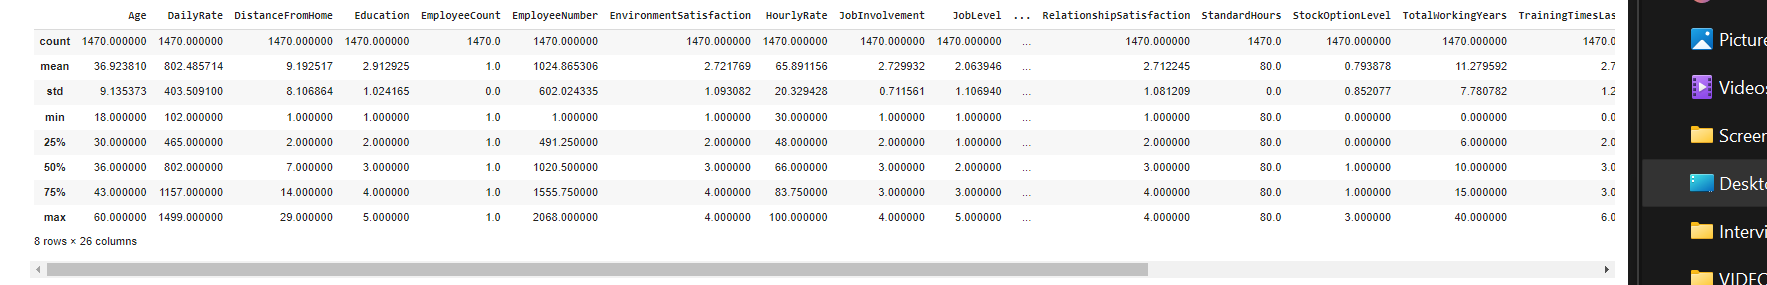 Age DailyRate DistanceFromHome Education EmployeeCount EmployeeNumber EnvironmentSatisfaction HourlyRate JobInvolvement JobLevel ... RelationshipSatisfaction StandardHours StockOptionLevel TotalWorkingYears TrainingTimesLas
count 1470.000000 1470.000000 1470.000000 1470.000000 1470.0 1470.000000 1470.000000 1470.000000 1470.000000 1470.000000 ... 1470.000000 1470.0 1470.000000 1470.000000 1470.0
mean 36.923810 802.485714 9.192517 2.912925 1.0 1024.865306 2.721769 65.891156 2.729932 2.063946 ... 2.712245 80.0 0.793878 11.279592 2.7
std 9.135373 403.509100 8.106864 1.024165 0.0 602.024335 1.093082 20.329428 0.711561 1.106940 ... 1.081209 0.0 0.852077 7.780782 1.2
min 18.000000 102.000000 1.000000 1.000000 1.0 1.000000 1.000000 30.000000 1.000000 1.000000 ... 1.000000 80.0 0.000000 0.000000 0.0
25% 30.000000 465.000000 2.000000 2.000000 1.0 491.250000 2.000000 48.000000 2.000000 1.000000 ... 2.000000 80.0 0.000000 6.000000 2.0
50% 36.000000 802.000000 7.000000 3.000000 1.0 1020.500000 3.000000 66.000000 3.000000 2.000000 ... 3.000000 80.0 1.000000 10.000000 3.0
75% 43.000000 1157.000000 14.000000 4.000000 1.0 1555.750000 4.000000 83.750000 3.000000 3.000000 ... 4.000000 80.0 1.000000 15.000000 3.0
max 60.000000 1499.000000 29.000000 5.000000 1.0 2068.000000 4.000000 100.000000 4.000000 5.000000 ... 4.000000 80.0 3.000000 40.000000 6.0
8 rows × 26 columns
Picture
Videos
Screen
Deskto
Intervi
VIDEO